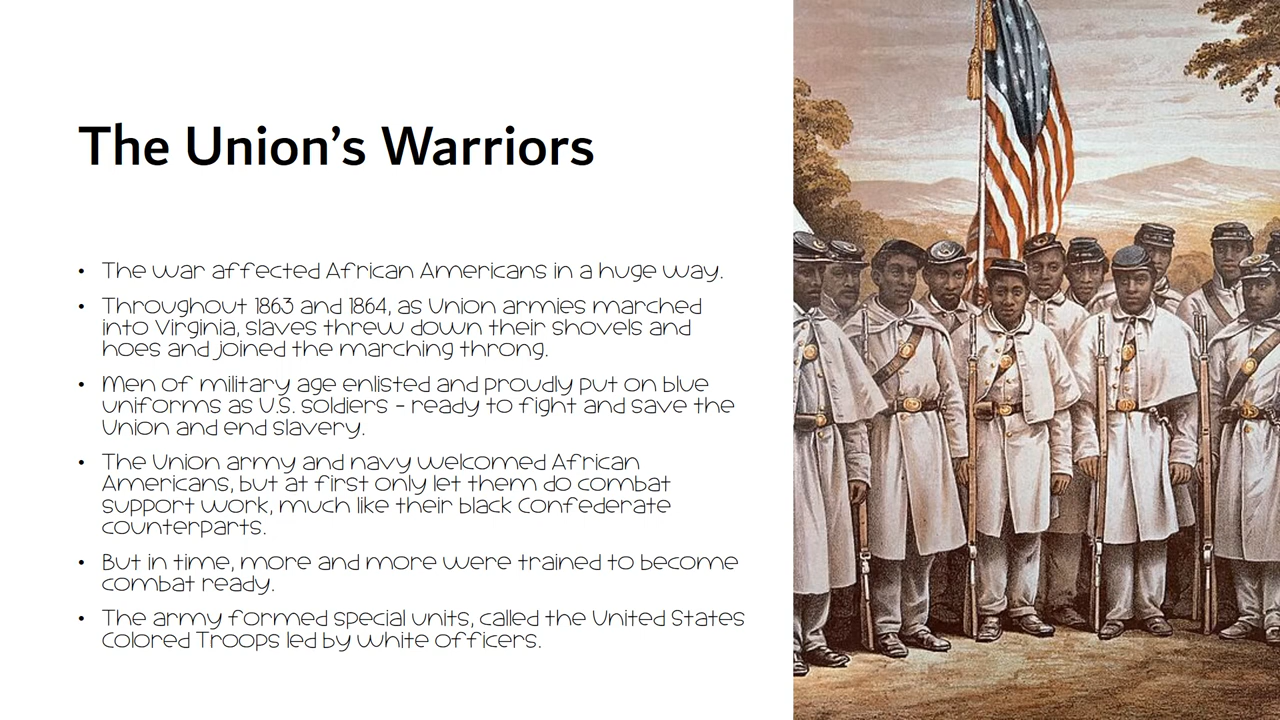 The Union’s Warriors
• The war affected African Americans in a huge way.
• Throughout 1863 and 1864, as Union armies marched
into Virginia, slaves threw down their shovels and
hoes and joined the marching throng.
• Men of military age enlisted and proudly put on blue
uniforms as U.S. soldiers – ready to fight and save the
Union and end slavery.
• The Union army and navy welcomed African
Americans, but at first only let them do combat
support work, much like their black Confederate
counterparts.
• But in time, more and more were trained to become
combat ready.
• The army formed special units, called the United States
Colored Troops led by white officers.